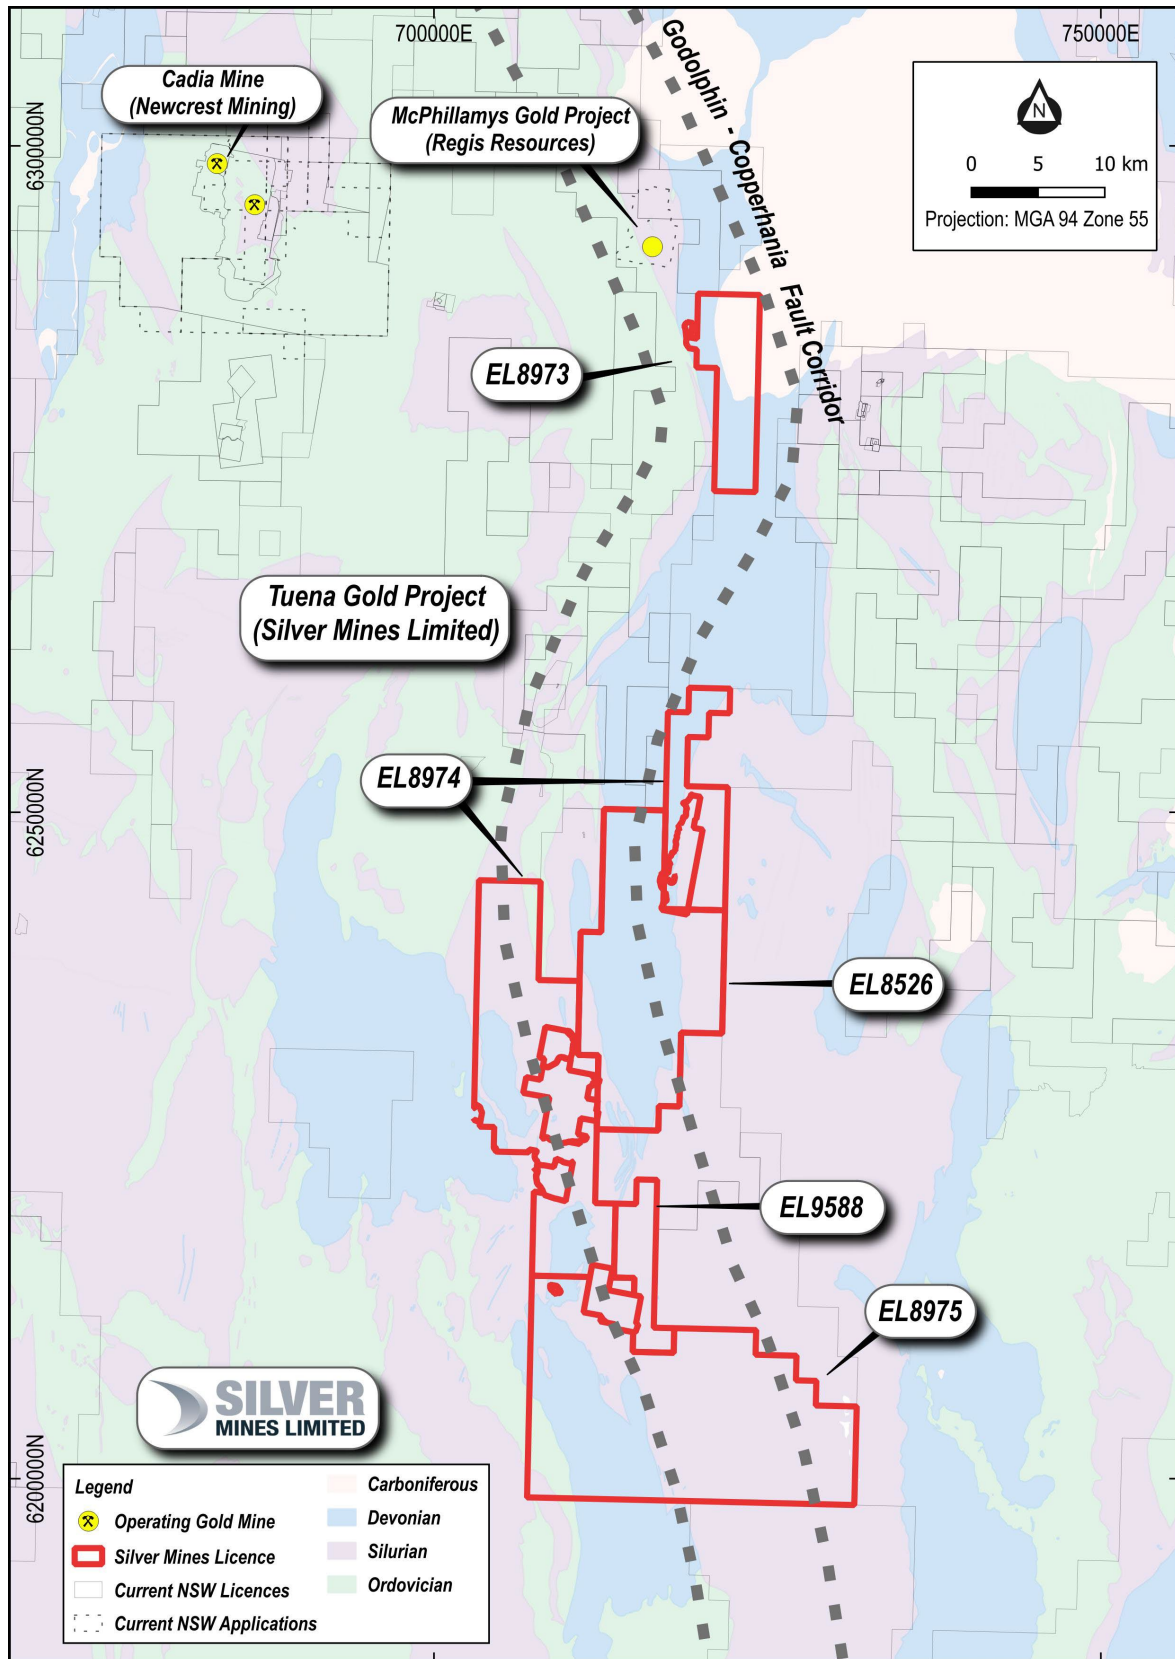 700000E
750000E
6300000N
6250000N
6200000N
Cadia Mine
(Newcrest Mining)
McPhillamys Gold Project
(Regis Resources)
Godolphin - Copperhania Fault Corridor
N
0 5 10 km
Projection: MGA 94 Zone 55
EL8973
Tuena Gold Project
(Silver Mines Limited)
EL8974
EL8526
EL9588
EL8975
SILVER
MINES LIMITED
Legend
Operating Gold Mine
Silver Mines Licence
Current NSW Licences
Current NSW Applications
Carboniferous
Devonian
Silurian
Ordovician